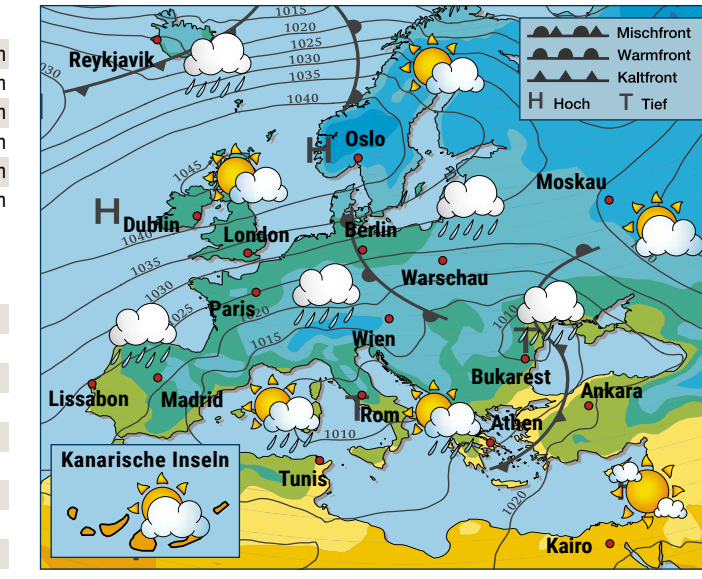 1015
1020
1025
1030
1035
1040
Mischfront
Warmfront
Kaltfront
H Hoch T Tief
Reykjavik
030
H Oslo
1045
Moskau
H Dublin
1040
London
Berlin
1035
Warschau
1030
Paris
1025
1020
1010
Wien
T
1015
Bukarest
Lissabon
Madrid
T Rom
Ankara
Athen
1010
Kanarische Inseln
Tunis
1020
Kairo